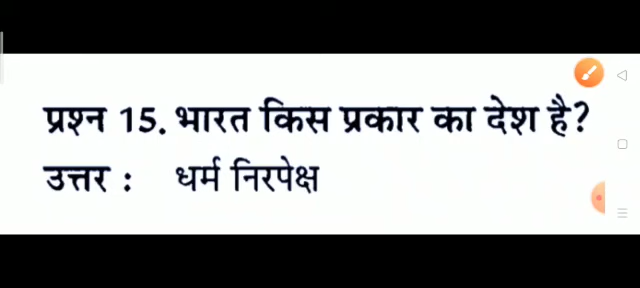 प्रश्न 15. भारत किस प्रकार का देश है?
उत्तर : धर्म निरपेक्ष